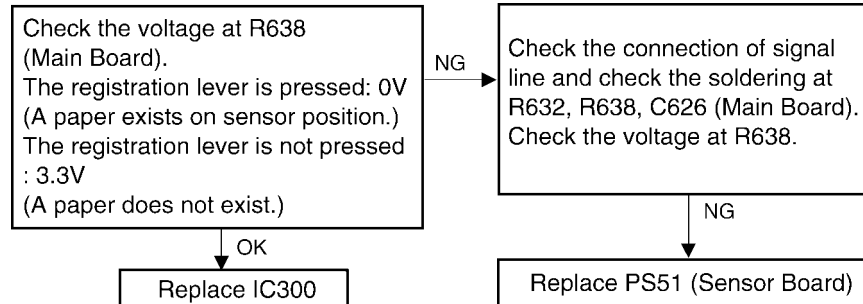 Check the voltage at R638
(Main Board).
The registration lever is pressed: 0V
(A paper exists on sensor position.)
The registration lever is not pressed
: 3.3V
(A paper does not exist.)
NG
Check the connection of signal
line and check the soldering at
R632, R638, C626 (Main Board).
Check the voltage at R638.
OK
NG
Replace IC300
Replace PS51 (Sensor Board)